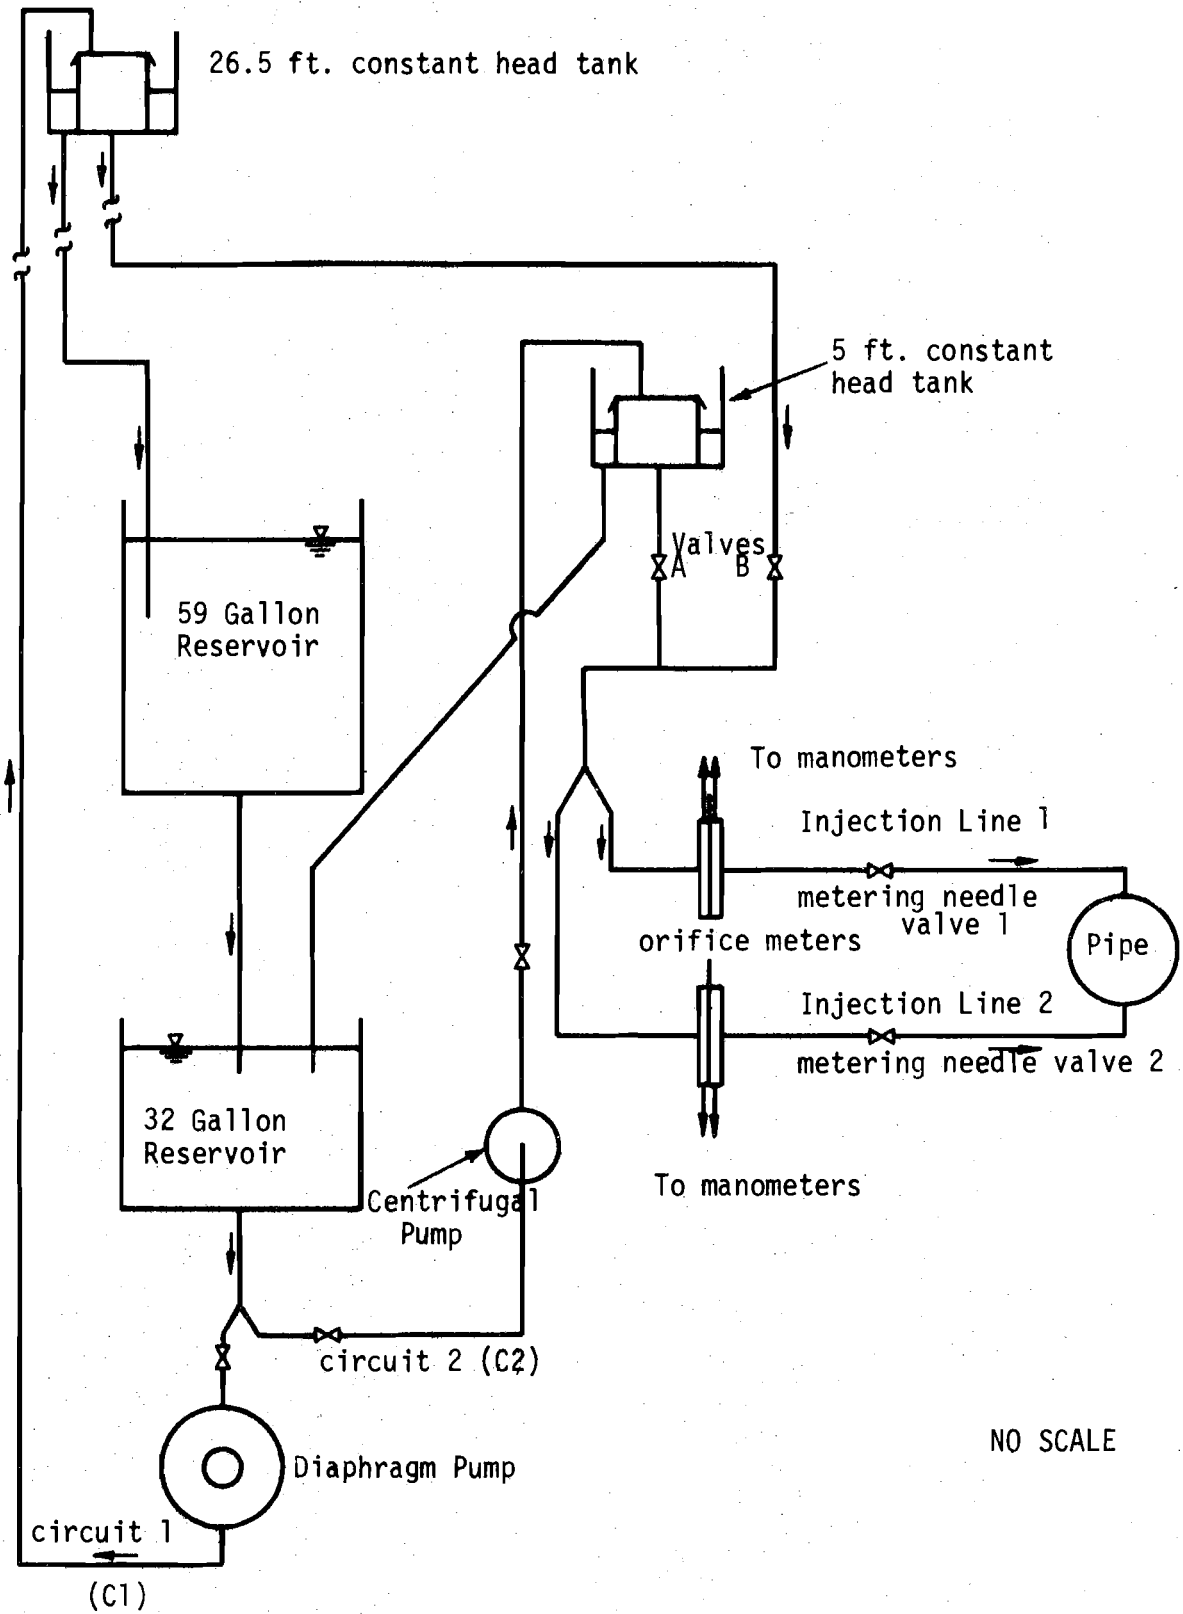 26.5 ft. constant head tank
5 ft. constant
head tank
Valves
A B
59 Gallon
Reservoir
To manometers
Injection Line 1
metering needle
valve 1
orifice meters
Pipe
Injection Line 2
metering needle valve 2
32 Gallon
Reservoir
To manometers
Centrifugal
Pump
circuit 2 (C2)
NO SCALE
Diaphragm Pump
circuit 1
(C1)